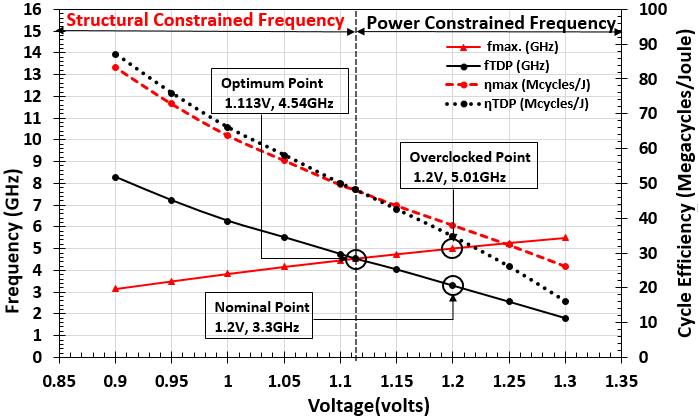 Structural Constrained Frequency
Power Constrained Frequency
fmax. (GHz)
fTDP (GHz)
ηmax (Mcycles/J)
ηTDP (Mcycles/J)
Optimum Point
1.113V, 4.54GHz
Overclocked Point
1.2V, 5.01GHz
Nominal Point
1.2V, 3.3GHz
Frequency (GHz)
16
15
14
13
12
11
10
9
8
7
6
5
4
3
2
1
0
Cycle Efficiency (Megacycles/Joule)
100
90
80
70
60
50
40
30
20
10
0
0.85 0.9 0.95 1 1.05 1.1 1.15 1.2 1.25 1.3 1.35
Voltage(volts)